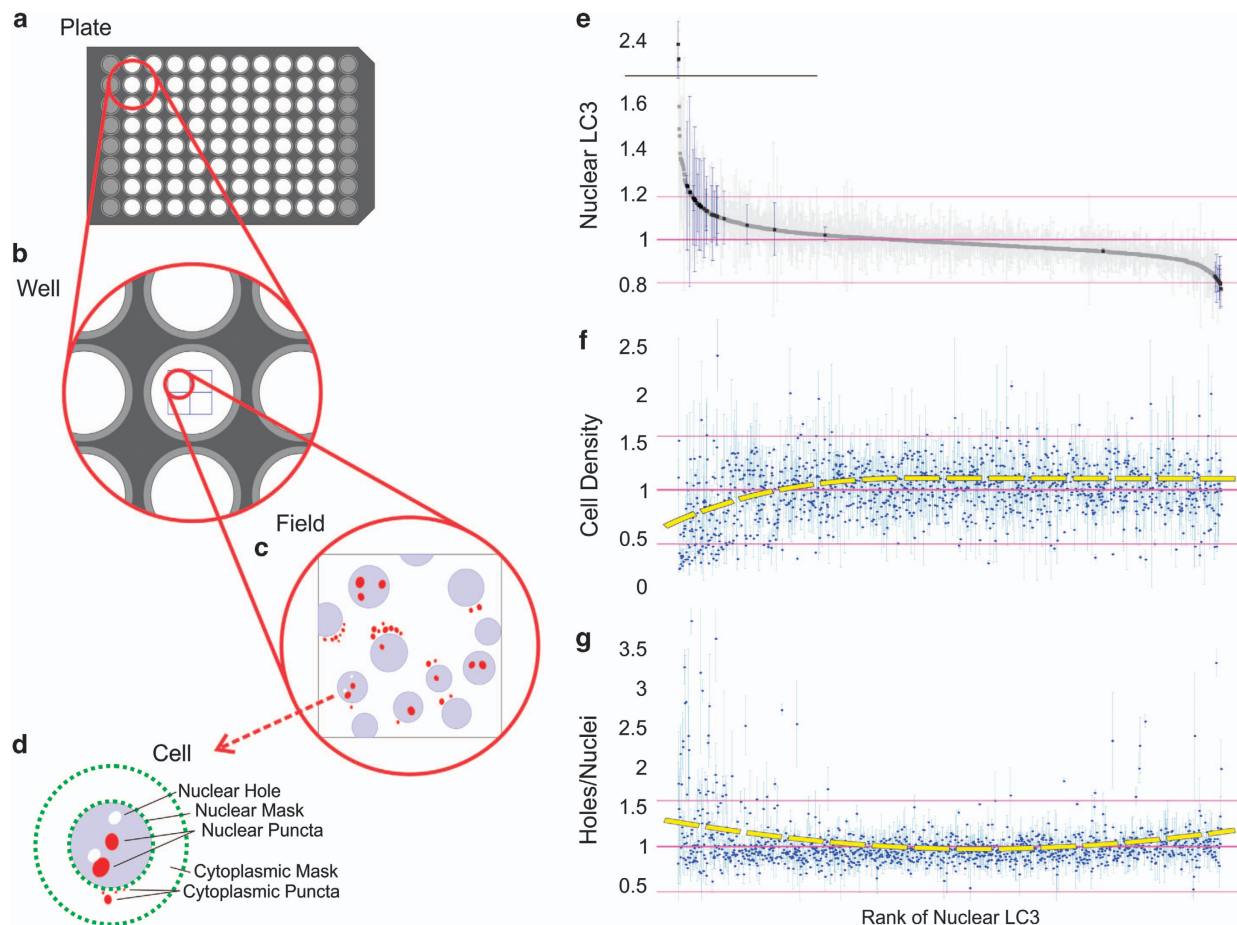 a
Plate
b
Well
Field
c
d
Cell
Nuclear Hole
Nuclear Mask
Nuclear Puncta
Cytoplasmic Mask
Cytoplasmic Puncta
e
2.4
1.6
1.4
1.2
1
0.8
Nuclear LC3
f
2.5
2
1.5
1
0.5
0
Cell Density
g
3.5
3
2.5
2
1.5
1
0.5
Holes/Nuclei
Rank of Nuclear LC3